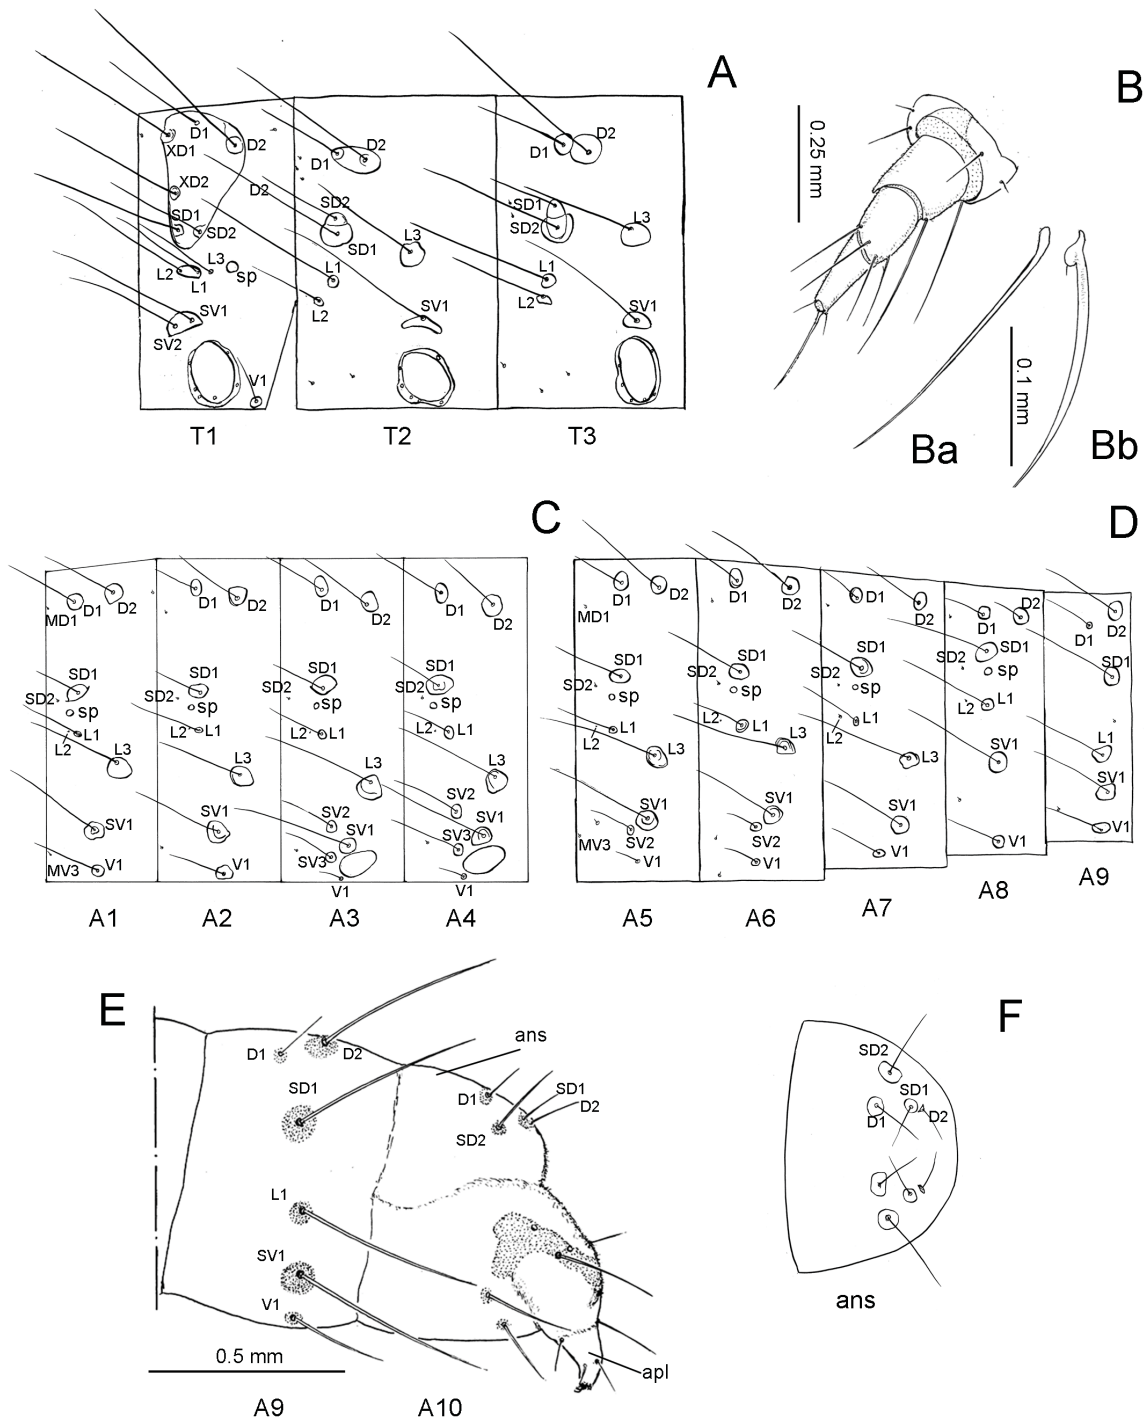 A
D1
XD1
D2
XD2
SD1
SD2
L3
L2
L1
sp
SV1
SV2
V1
T1
D1
D2
D2
SD2
SD1
L3
L1
L2
SV1
T2
D1
D2
SD1
SD2
L3
L1
L2
SV1
T3
B
0.25 mm
Ba
0.1 mm
Bb
C
D1
D2
MD1
SD1
SD2
sp
L1
L2
L3
SV1
MV3
V1
A1
D1
D2
SD1
SD2
sp
L2
L1
L3
SV1
V1
A2
D1
D2
SD1
SD2
sp
L2
L1
L3
SV2
SV1
SV3
V1
A3
D1
D2
SD1
SD2
sp
L2
L1
L3
SV2
SV1
SV3
V1
A4
D
D1
D2
MD1
SD1
SD2
sp
L1
L2
L3
SV1
SV2
MV3
V1
A5
D1
D2
SD1
SD2
sp
L2
L1
L3
SV1
SV2
V1
A6
D1
D2
SD1
SD2
sp
L1
L2
L3
SV1
V1
A7
D1
D2
SD1
SD2
sp
L2
L1
SV1
V1
A8
D1
D2
SD1
L1
SV1
V1
A9
E
D1
D2
SD1
L1
SV1
V1
ans
D1
SD1
D2
SD2
apl
0.5 mm
A9
A10
F
SD2
SD1
D1
D2
ans